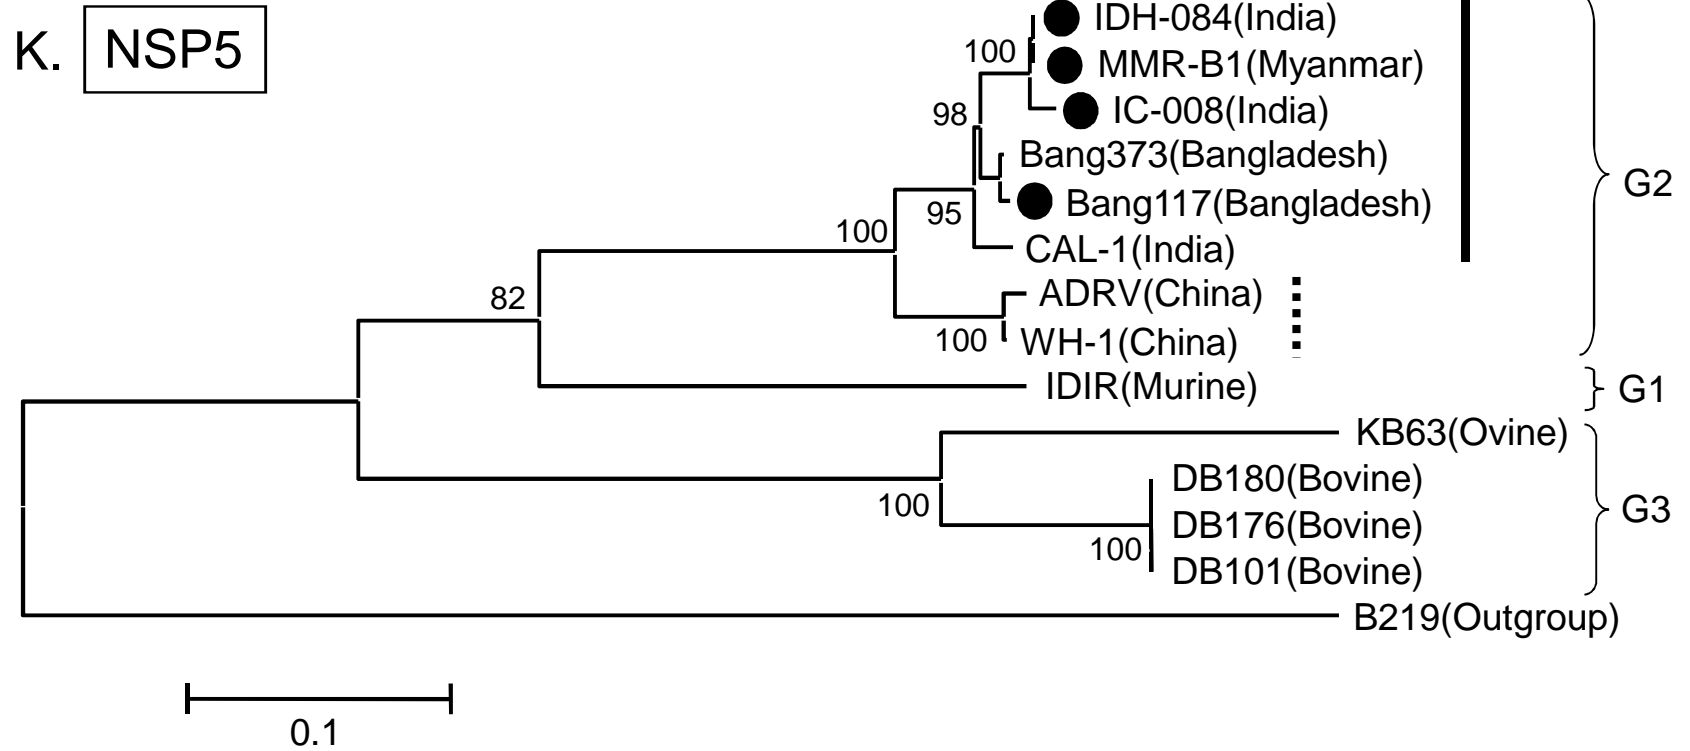 K. NSP5
IDH-084(India)
100
MMR-B1(Myanmar)
IC-008(India)
98
Bang373(Bangladesh)
G2
Bang117(Bangladesh)
95
100
CAL-1(India)
ADRV(China)
82
WH-1(China)
100
IDIR(Murine)
G1
KB63(Ovine)
DB180(Bovine)
100
G3
DB176(Bovine)
100
DB101(Bovine)
B219(Outgroup)
0.1